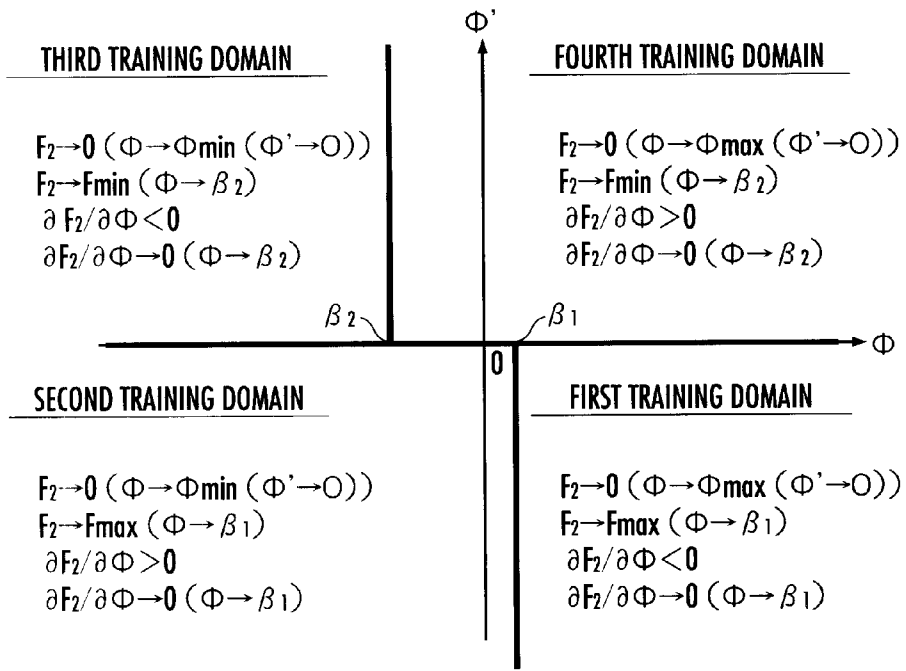 Φ'
THIRD TRAINING DOMAIN
F2→0 (Φ→Φmin (Φ'→O))
F2→Fmin (Φ→β2)
∂F2/∂Φ<0
∂F2/∂Φ→0 (Φ→β2)
FOURTH TRAINING DOMAIN
F2→0 (Φ→Φmax (Φ'→O))
F2→Fmin (Φ→β2)
∂F2/∂Φ>0
∂F2/∂Φ→0 (Φ→β2)
β2
β1
0
Φ
SECOND TRAINING DOMAIN
F2→0 (Φ→Φmin (Φ'→O))
F2→Fmax (Φ→β1)
∂F2/∂Φ>0
∂F2/∂Φ→0 (Φ→β1)
FIRST TRAINING DOMAIN
F2→0 (Φ→Φmax (Φ'→O))
F2→Fmax (Φ→β1)
∂F2/∂Φ<0
∂F2/∂Φ→0 (Φ→β1)